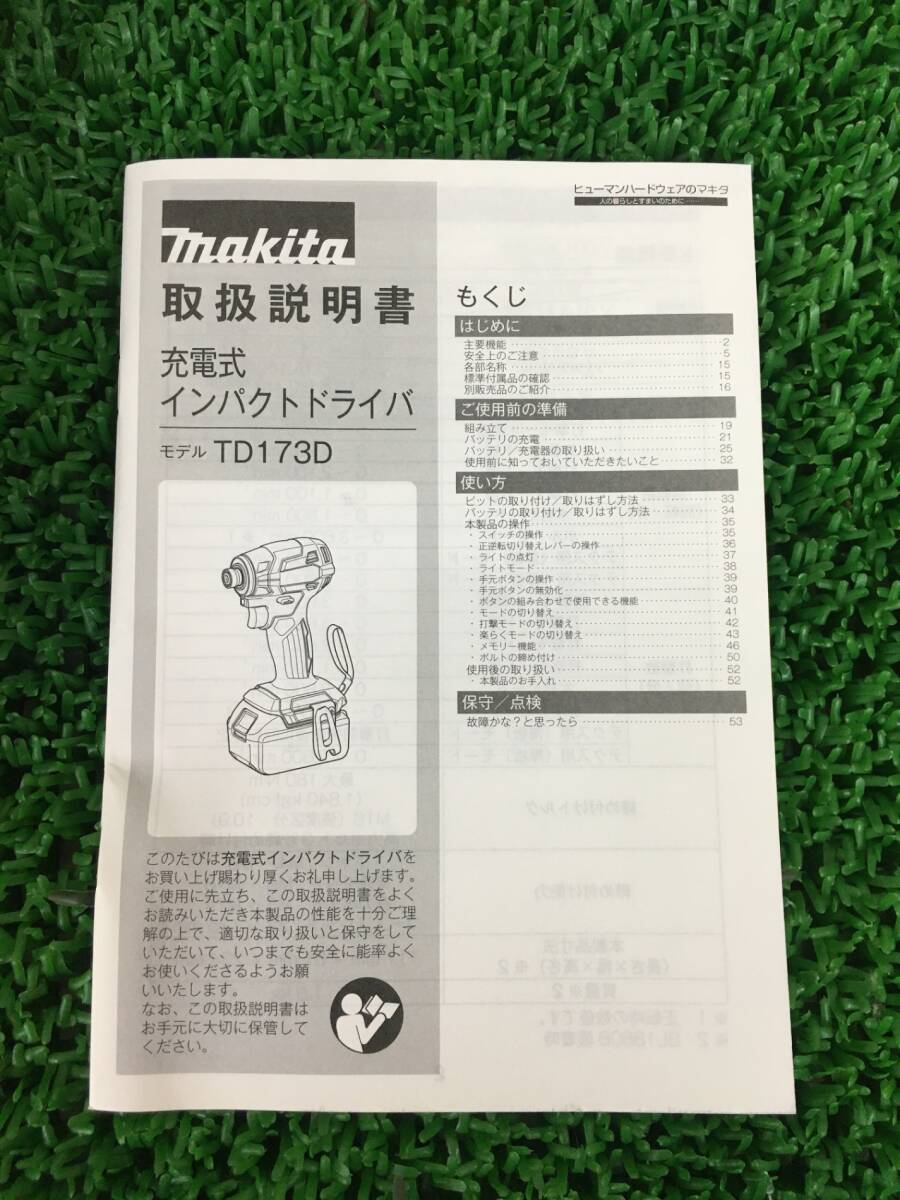 makita
取扱説明書
充電式
インパクトドライバ
モデル TD173D
このたびは充電式インパクトドライバを
お買い上げ賜わり厚くお礼申し上げます。
ご使用に先立ち、この取扱説明書をよく
お読みいただき本製品の性能を十分ご理
解の上で、適切な取り扱いと保守をして
いただいて、いつまでも安全に能率よく
お使いくださるようお願
いいたします。
なお、この取扱説明書は
お手元に大切に保管して
ください。
ヒューマンハードウェアのマキタ
人の暮らしとすまいのために……
もくじ
はじめに
主要機能 2
安全上のご注意 5
各部名称 15
標準付属品の確認 15
別販売品のご紹介 16
ご使用前の準備
組み立て 19
バッテリの充電 21
バッテリ／充電器の取り扱い 25
使用前に知っておいていただきたいこと 32
使い方
ビットの取り付け／取りはずし方法 33
バッテリの取り付け／取りはずし方法 34
本製品の操作 35
・ スイッチの操作 35
・ 正逆転切り替えレバーの操作 36
・ ライトの点灯 37
・ ライトモード 38
・ 手元ボタンの操作 39
・ 手元ボタンの無効化 39
・ ボタンの組み合わせで使用できる機能 40
・ モードの切り替え 41
・ 打撃モードの切り替え 42
・ 楽らくモードの切り替え 43
・ メモリー機能 46
・ ボルトの締め付け 50
使用後の取り扱い 52
・ 本製品のお手入れ 52
保守／点検
故障かな？と思ったら 53